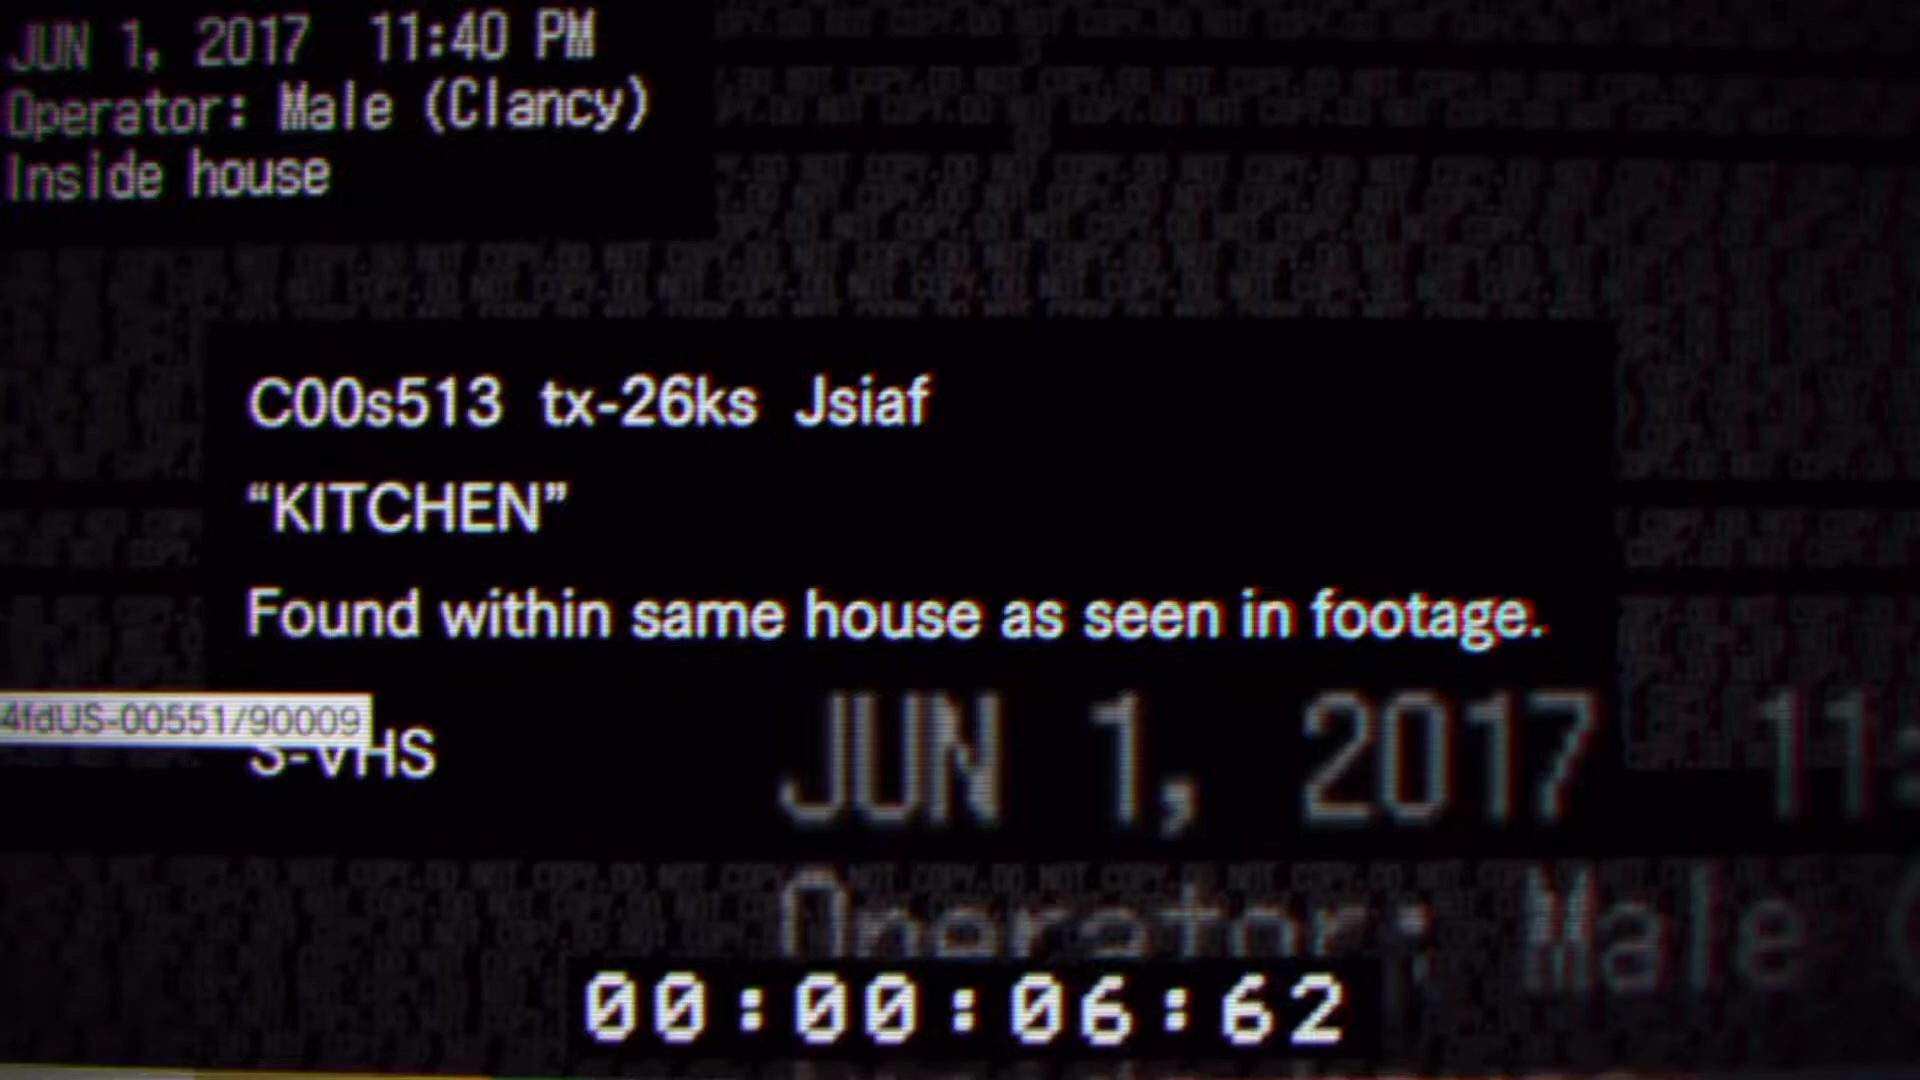 JUN 1, 2017 11:40 PM
Operator: Male (Clancy)
Inside house
C00s513 tx-26ks Jsiaf
“KITCHEN”
Found within same house as seen in footage.
4fdUS-00551/90009
S-VHS
JUN 1, 2017 11:
Operator: Male (
00:00:06:62